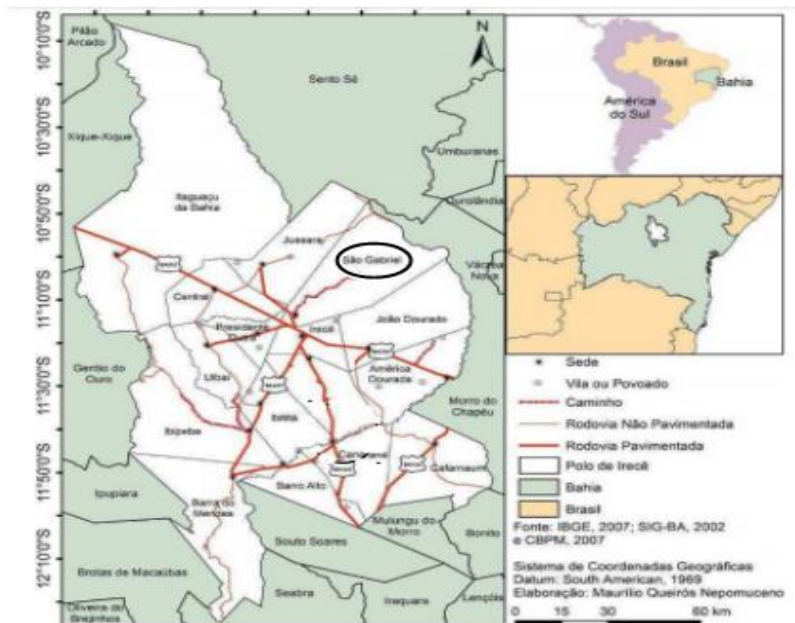 Pilão
Arcado
N
Sento Sé
Xique-Xique
Umburanas
Itaguaçu
da Bahia
Ourolândia
Jussara
São Gabriel
Várzea
Nova
Central
João Dourado
Presidente
Irecê
América
Dourada
Gentio do
Ouro
Uibaí
Morro do
Chapéu
Ibititá
Ibipeba
Canarana
Cafarnaum
Ipupiara
Barra do
Mendes
Barro Alto
Mulungu do
Morro
Bonito
Souto Soares
Brotas de Macaúbas
Seabra
Iraquara
Lençóis
Oliveira do
Brejinhos
10°10'0"S
10°30'0"S
10°50'0"S
11°10'0"S
11°30'0"S
11°50'0"S
12°10'0"S
Brasil
Bahia
América
do Sul
Sede
Vila ou Povoado
Caminho
Rodovia Não Pavimentada
Rodovia Pavimentada
Polo de Irecê
Bahia
Brasil
Fonte: IBGE, 2007; SIG-BA, 2002
e CBPM, 2007
Sistema de Coordenadas Geográficas
Datum: South American, 1969
Elaboração: Maurílio Queirós Nepomuceno
0 15 30 60 km